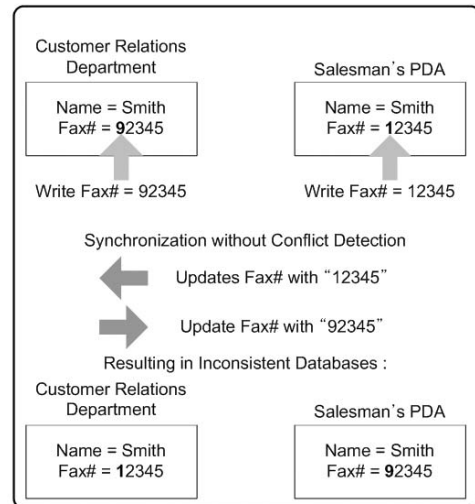 Customer Relations
Department
Salesman's PDA
Name = Smith
Fax# = 92345
Name = Smith
Fax# = 12345
Write Fax# = 92345
Write Fax# = 12345
Synchronization without Conflict Detection
Updates Fax# with “12345”
Update Fax# with “92345”
Resulting in Inconsistent Databases :
Customer Relations
Department
Salesman's PDA
Name = Smith
Fax# = 12345
Name = Smith
Fax# = 92345